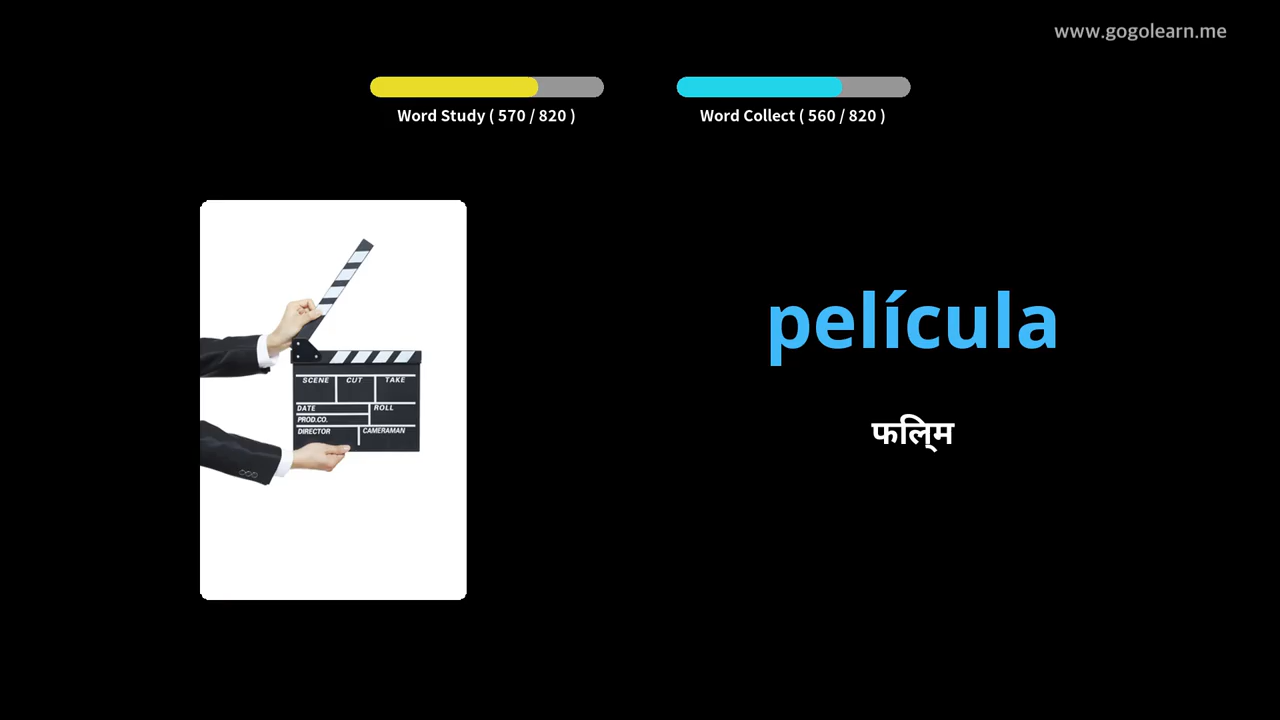 www.gogolearn.me
Word Study ( 570 / 820 )
Word Collect ( 560 / 820 )
SCENE CUT TAKE
DATE ROLL
PROD.CO.
DIRECTOR CAMERAMAN
película
फिल्म